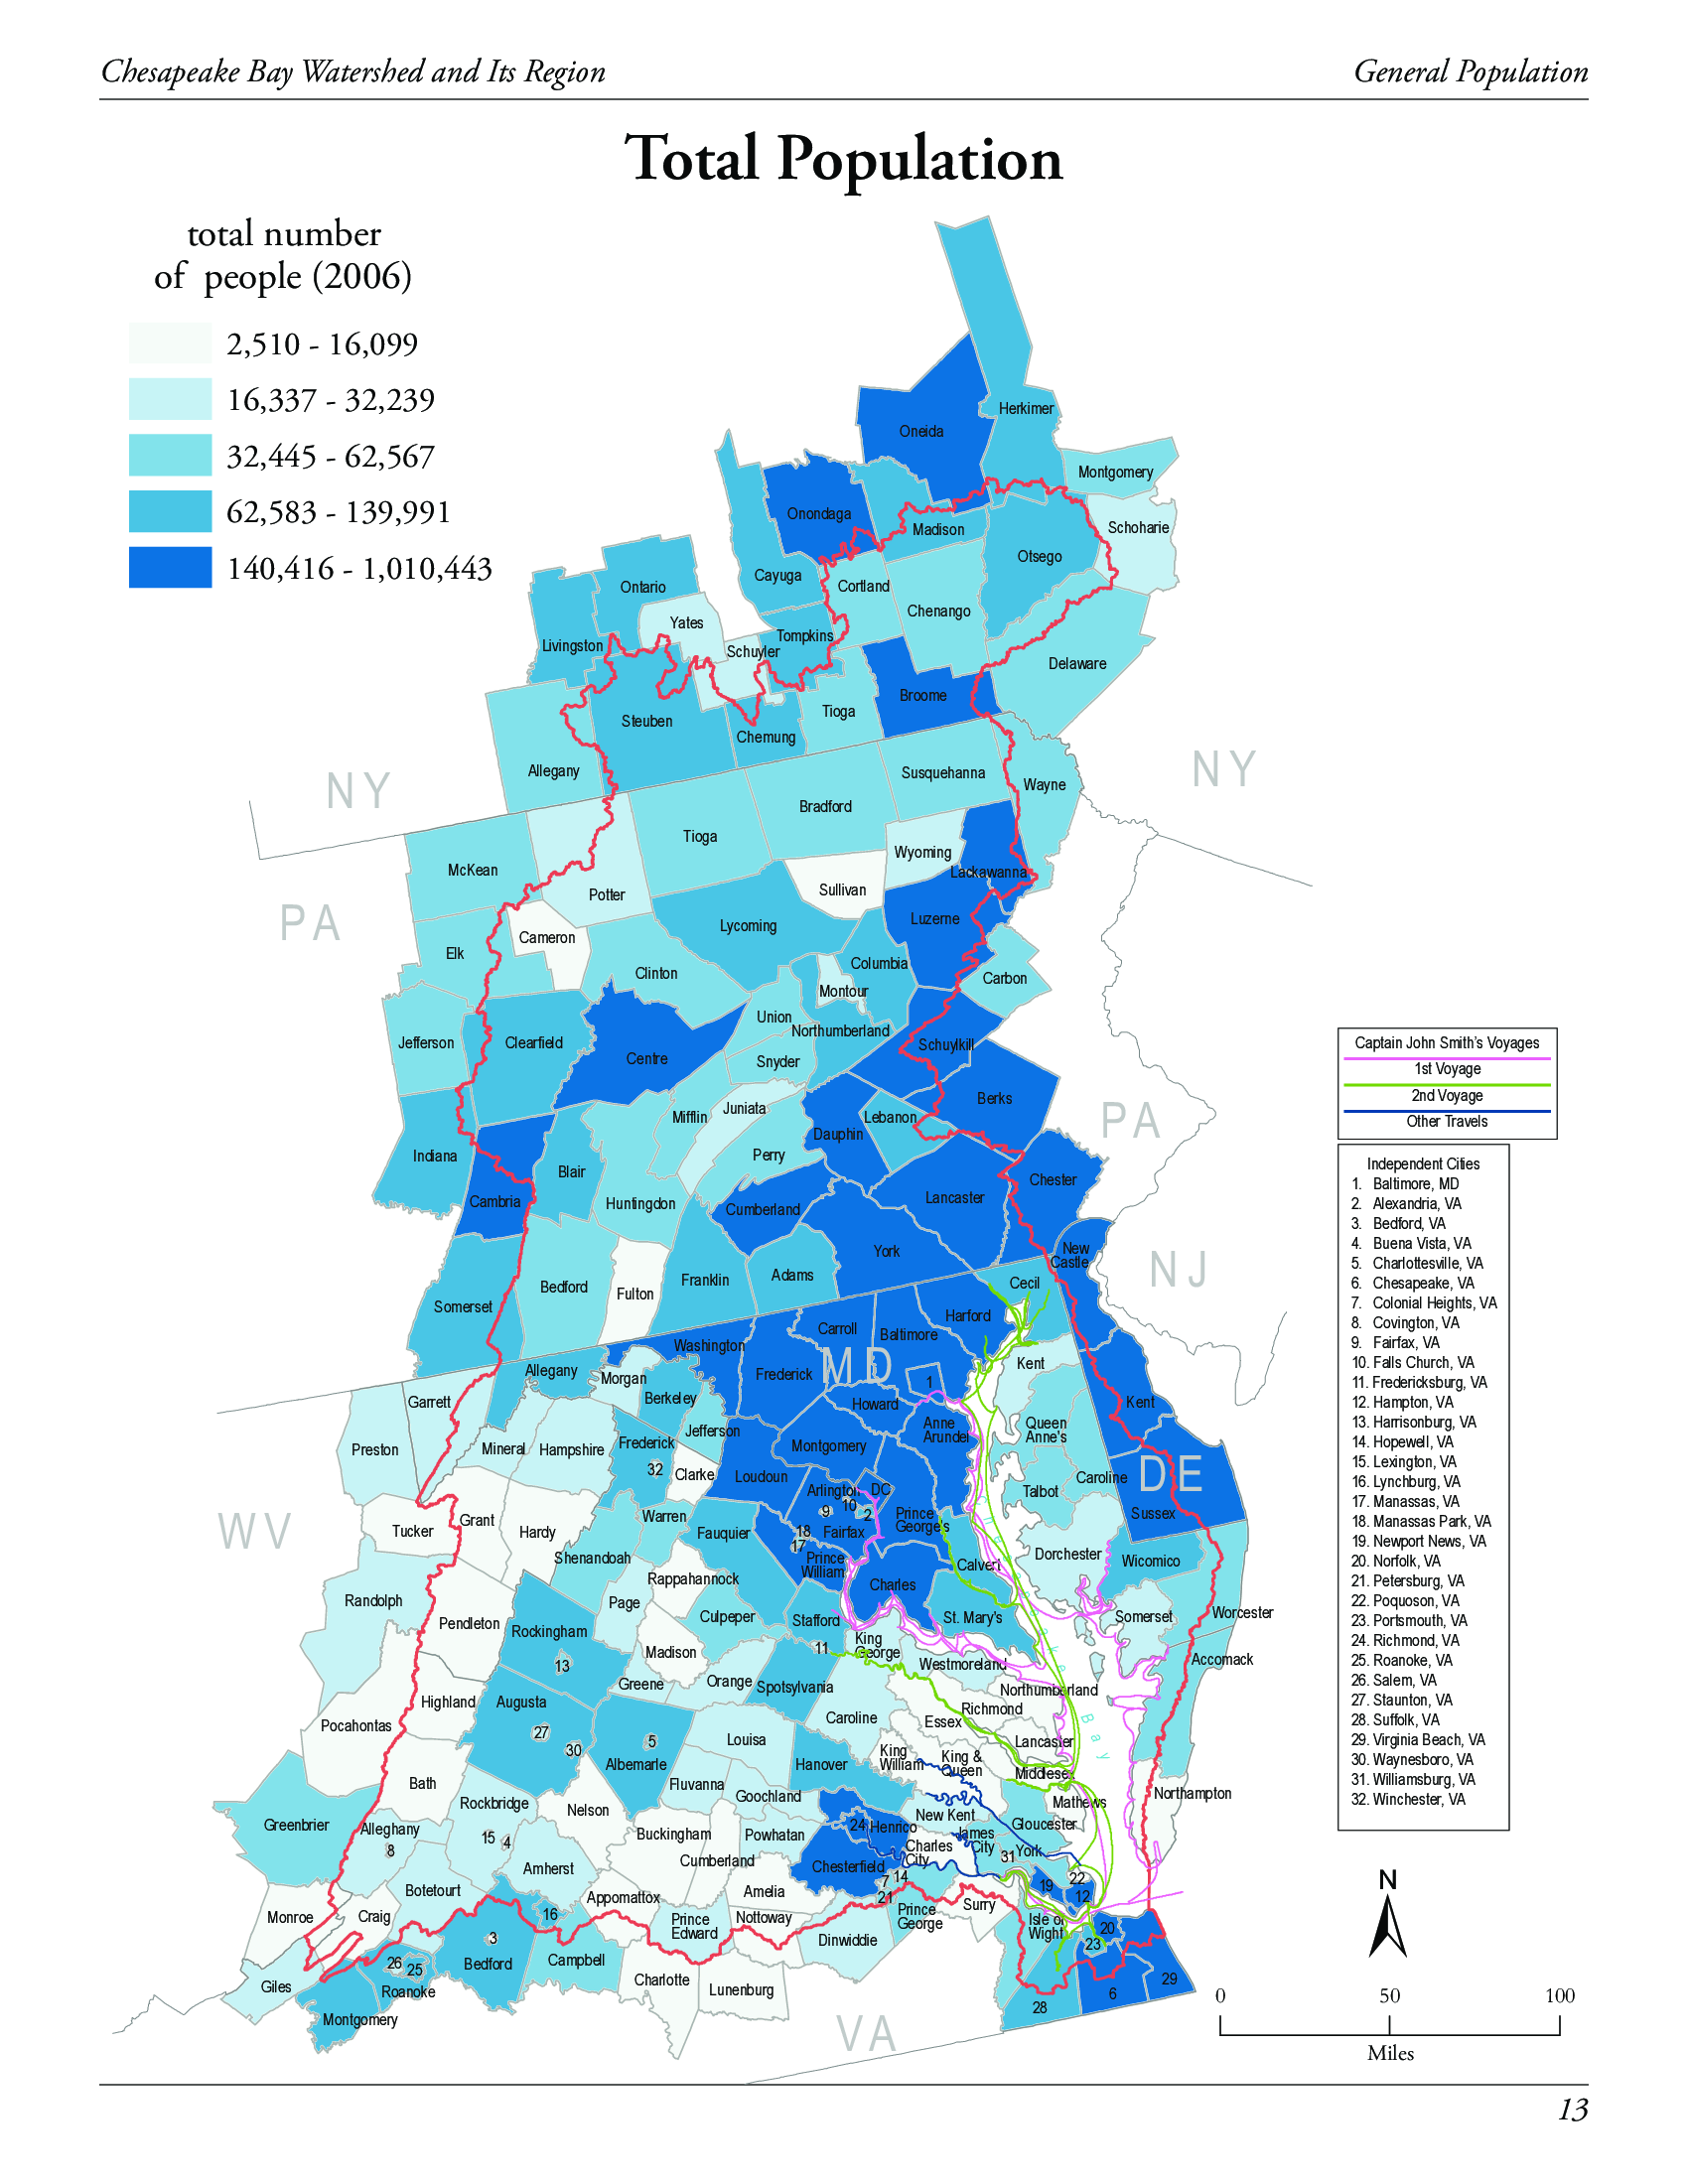 Chesapeake Bay Watershed and Its Region
General Population
Total Population
total number
of people (2006)
2,510 - 16,099
16,337 - 32,239
32,445 - 62,567
62,583 - 139,991
140,416 - 1,010,443
Herkimer
Oneida
Montgomery
Onondaga
Madison
Schoharie
Otsego
Cayuga
Cortland
Ontario
Chenango
Yates
Tompkins
Livingston
Schuyler
Delaware
Broome
Steuben
Tioga
Chemung
Allegany
NY
NY
Susquehanna
Wayne
Bradford
Tioga
Wyoming
McKean
Lackawanna
Sullivan
Potter
PA
Luzerne
Lycoming
Cameron
Elk
Columbia
Clinton
Carbon
Montour
Union
Northumberland
Jefferson
Clearfield
Schuylkill
Centre
Snyder
Berks
Juniata
Mifflin
Lebanon
PA
Dauphin
Indiana
Perry
Blair
Chester
Lancaster
Cambria
Huntingdon
Cumberland
York
New
Castle
NJ
Adams
Franklin
Cecil
Bedford
Fulton
Somerset
Harford
Carroll
Baltimore
Washington
MD
Kent
Allegany
Frederick
Morgan
1
Berkeley
Garrett
Kent
Howard
Queen
Anne's
Anne
Arundel
Jefferson
Frederick
Mineral
Hampshire
Preston
Montgomery
32
Clarke
Loudoun
Caroline
DE
Talbot
Arlington
DC
10
9
2
Sussex
Prince
George's
Warren
WV
Tucker
Grant
Hardy
Fauquier
18
Fairfax
17
Shenandoah
Dorchester
Wicomico
Prince
William
Calvert
Rappahannock
Charles
Randolph
Page
Culpeper
Stafford
St. Mary's
Somerset
Worcester
Pendleton
Rockingham
King
George
11
Madison
Westmoreland
Accomack
13
Greene
Orange
Spotsylvania
Northumberland
Highland
Augusta
Richmond
Caroline
Essex
Pocahontas
27
5
Louisa
Lancaster
30
Albemarle
Hanover
King
William
King &
Queen
Middlesex
Bath
Fluvanna
Goochland
Northampton
Mathews
Rockbridge
Nelson
New Kent
Gloucester
Greenbrier
Alleghany
24
Henrico
James
City
15
4
Buckingham
Powhatan
Charles
City
York
8
31
Cumberland
Amherst
Chesterfield
22
Botetourt
7
14
19
12
Appomattox
Amelia
21
Monroe
Craig
16
Prince
Edward
Nottoway
Prince
George
Surry
Isle of
Wight
20
3
Dinwiddie
23
26
25
Bedford
Campbell
Giles
Roanoke
Charlotte
Lunenburg
29
6
28
Montgomery
VA
Chesapeake Bay
Captain John Smith's Voyages
1st Voyage
2nd Voyage
Other Travels
Independent Cities
1. Baltimore, MD
2. Alexandria, VA
3. Bedford, VA
4. Buena Vista, VA
5. Charlottesville, VA
6. Chesapeake, VA
7. Colonial Heights, VA
8. Covington, VA
9. Fairfax, VA
10. Falls Church, VA
11. Fredericksburg, VA
12. Hampton, VA
13. Harrisonburg, VA
14. Hopewell, VA
15. Lexington, VA
16. Lynchburg, VA
17. Manassas, VA
18. Manassas Park, VA
19. Newport News, VA
20. Norfolk, VA
21. Petersburg, VA
22. Poquoson, VA
23. Portsmouth, VA
24. Richmond, VA
25. Roanoke, VA
26. Salem, VA
27. Staunton, VA
28. Suffolk, VA
29. Virginia Beach, VA
30. Waynesboro, VA
31. Williamsburg, VA
32. Winchester, VA
N
0 50 100
Miles
13